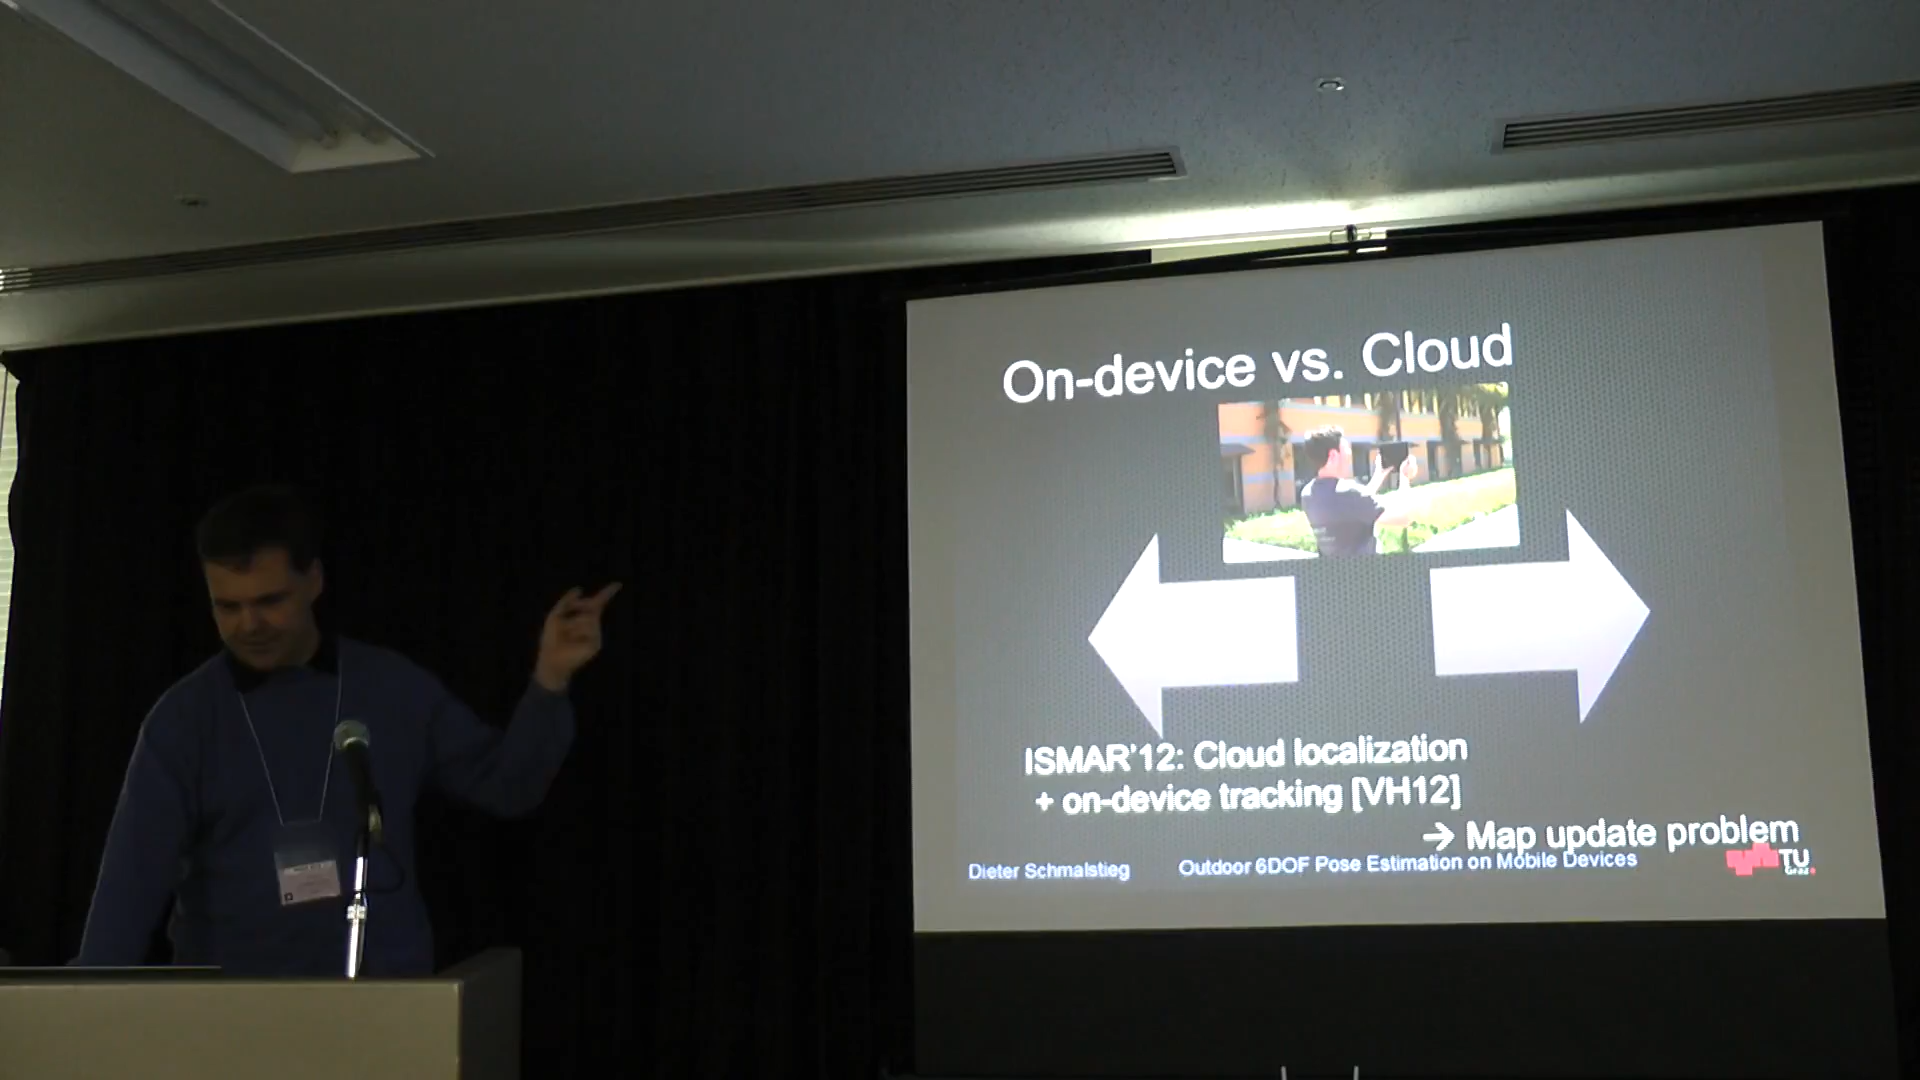 On-device vs. Cloud
ISMAR'12: Cloud localization
+ on-device tracking [VH12]
→ Map update problem
Dieter Schmalstieg
Outdoor 6DOF Pose Estimation on Mobile Devices
TU
Graz